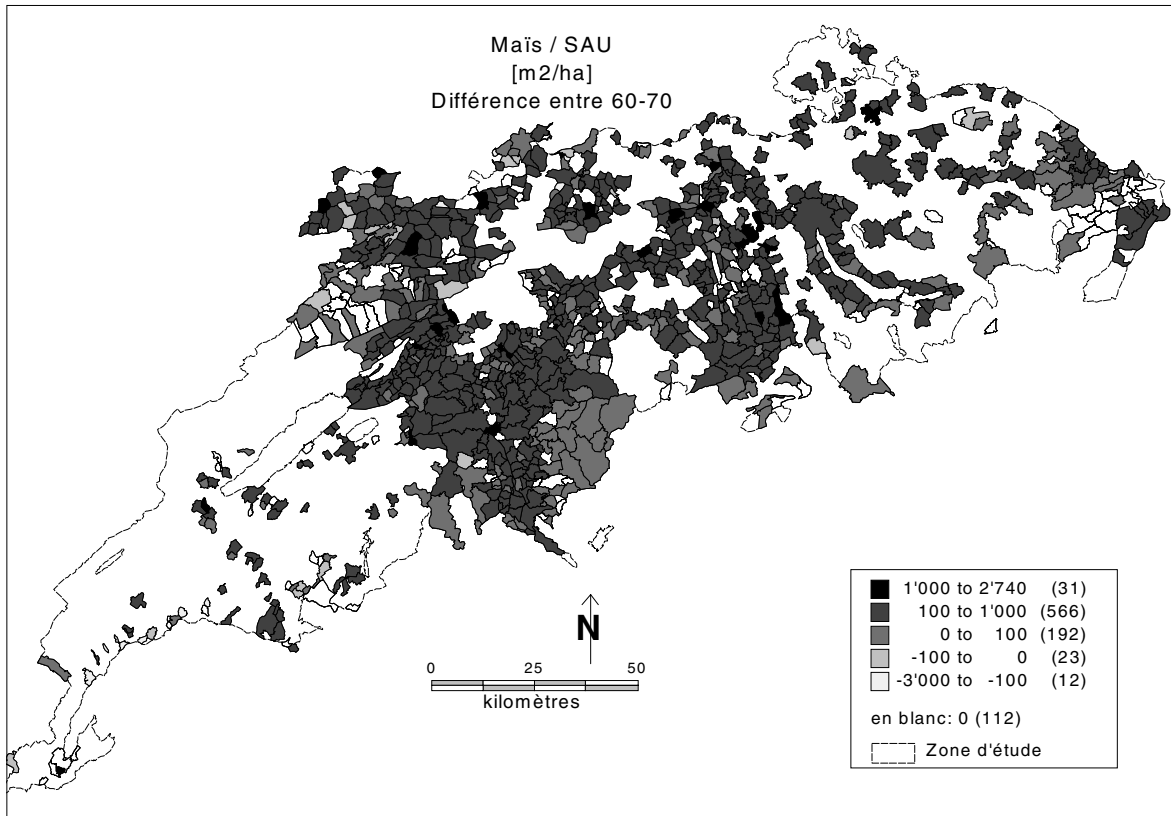 Maïs / SAU
[m2/ha]
Différence entre 60-70
N
0 25 50
kilomètres
1'000 to 2'740 (31)
100 to 1'000 (566)
0 to 100 (192)
-100 to 0 (23)
-3'000 to -100 (12)
en blanc: 0 (112)
Zone d'étude